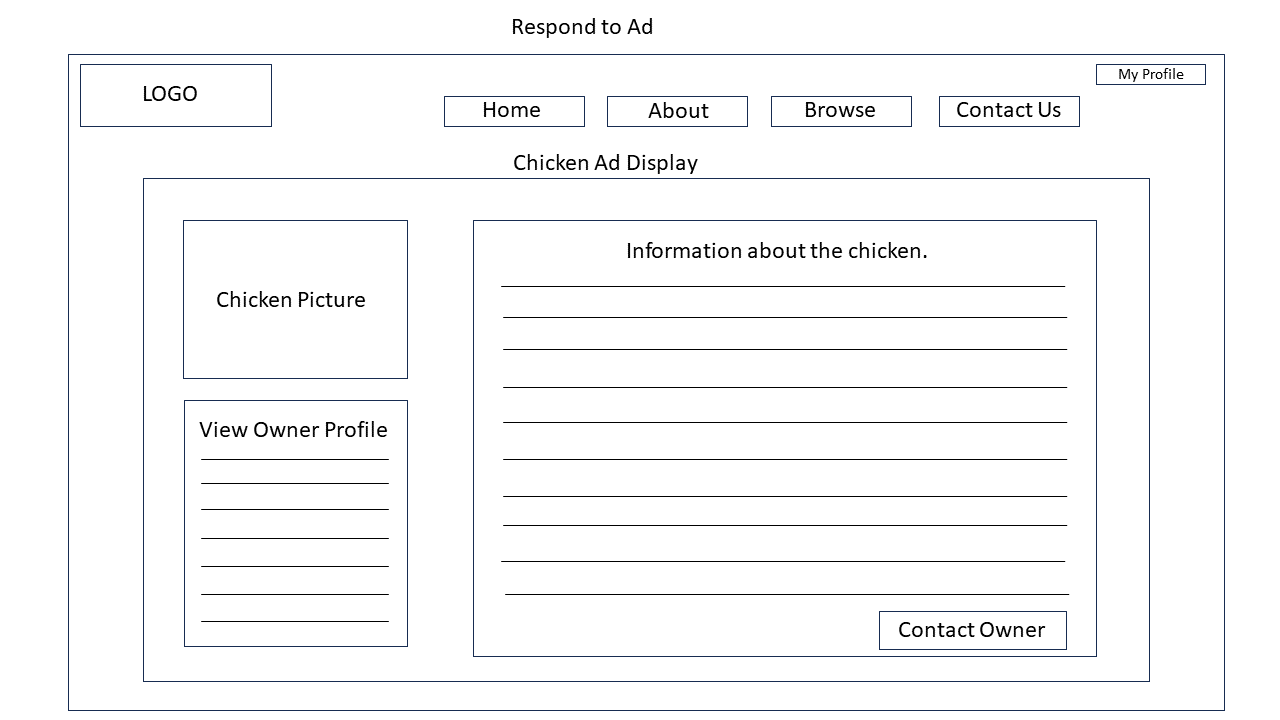 Respond to Ad
My Profile
LOGO
Home
About
Browse
Contact Us
Chicken Ad Display
Chicken Picture
View Owner Profile
Information about the chicken.
Contact Owner